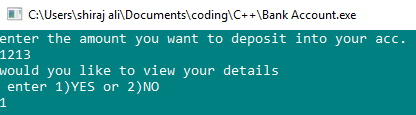 C:\Users\shiraj ali\Documents\coding\C++\Bank Account.exe
enter the amount you want to deposit into your acc.
1213
would you like to view your details
enter 1)YES or 2)NO
1